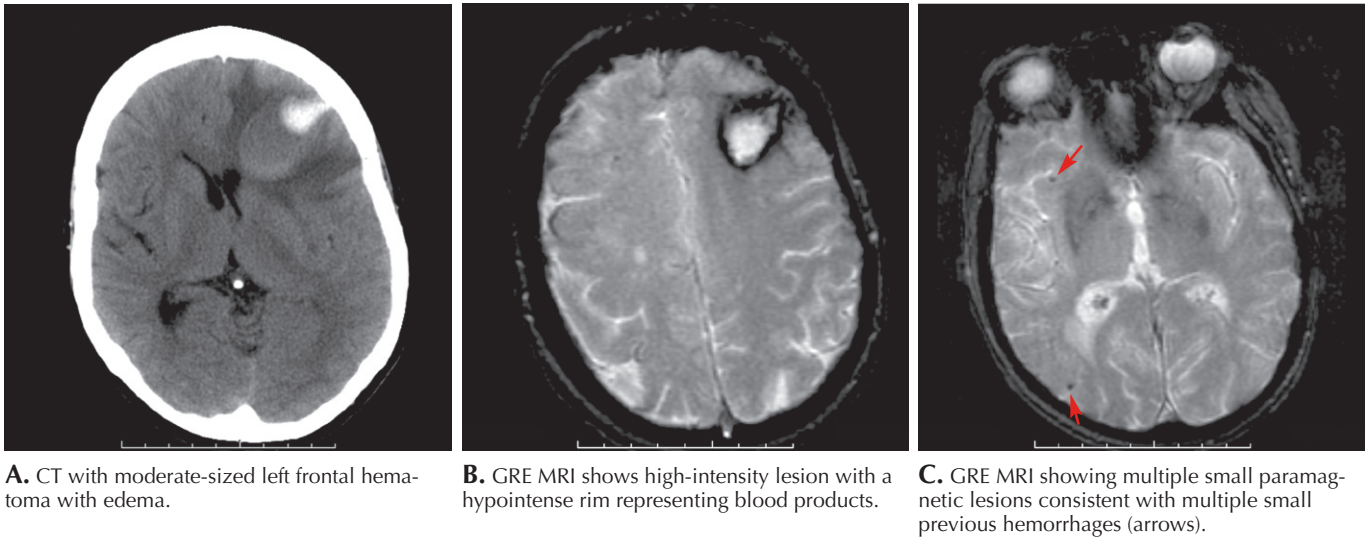 A. CT with moderate-sized left frontal hema-
toma with edema.
B. GRE MRI shows high-intensity lesion with a
hypointense rim representing blood products.
C. GRE MRI showing multiple small paramag-
netic lesions consistent with multiple small
previous hemorrhages (arrows).